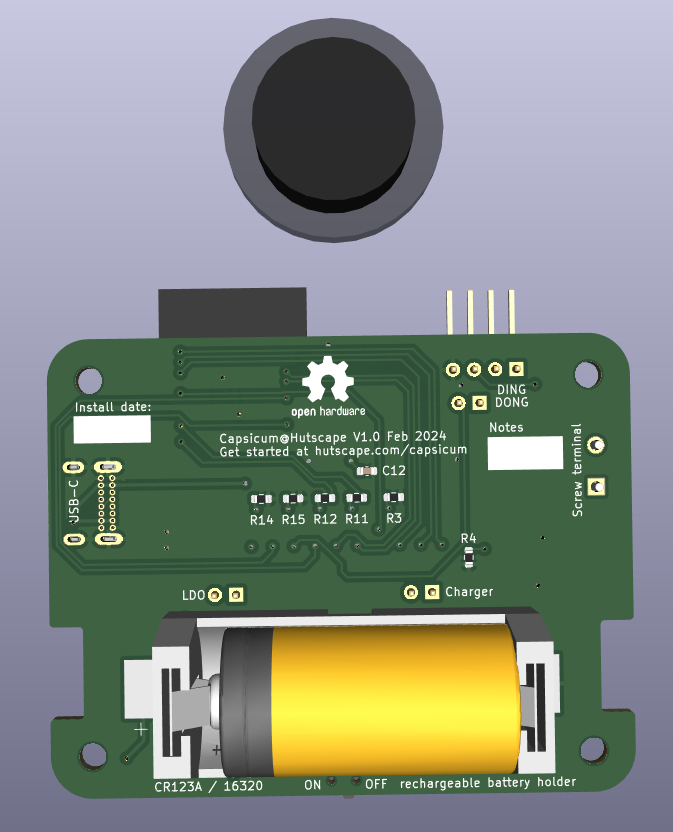 open hardware
DING
DONG
Install date:
Notes
Capsicum@Hutscape V1.0 Feb 2024
Get started at hutscape.com/capsicum
Screw terminal
USB-C
C12
R14 R15 R12 R11 R3
R4
LDO
Charger
+
+
CR123A / 16320
ON OFF rechargeable battery holder